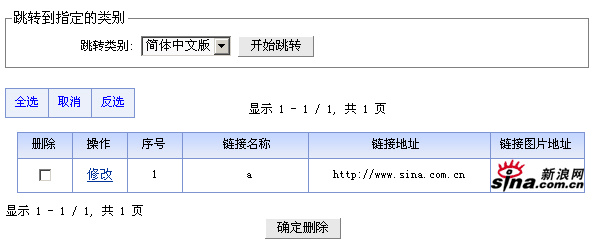 跳转到指定的类别
跳转类别: 简体中文版 开始跳转
全选 取消 反选 显示 1 - 1 / 1, 共 1 页
删除 操作 序号 链接名称 链接地址 链接图片地址
修改 1 a http://www.sina.com.cn sina.com.cn 新浪网
显示 1 - 1 / 1, 共 1 页
确定删除